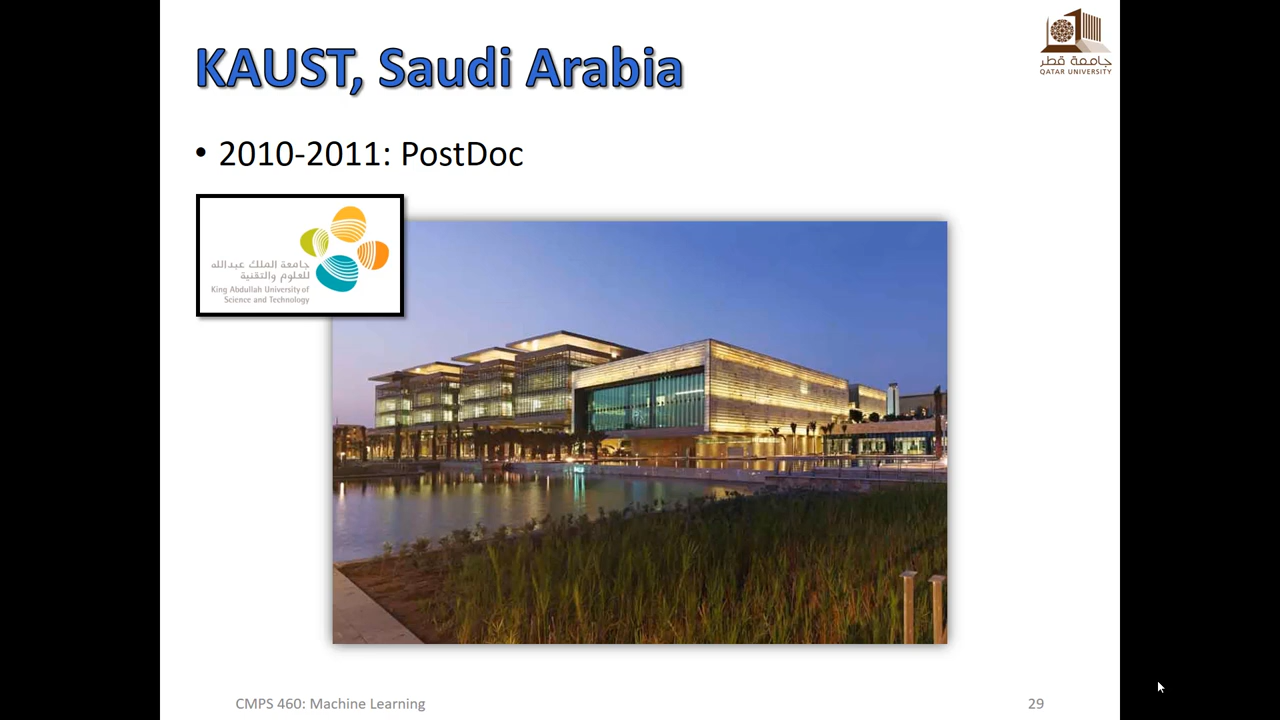 KAUST, Saudi Arabia
جامعة قطر
QATAR UNIVERSITY
• 2010-2011: PostDoc
جامعة الملك عبدالله
للعلوم والتقنية
King Abdullah University of
Science and Technology
CMPS 460: Machine Learning
29